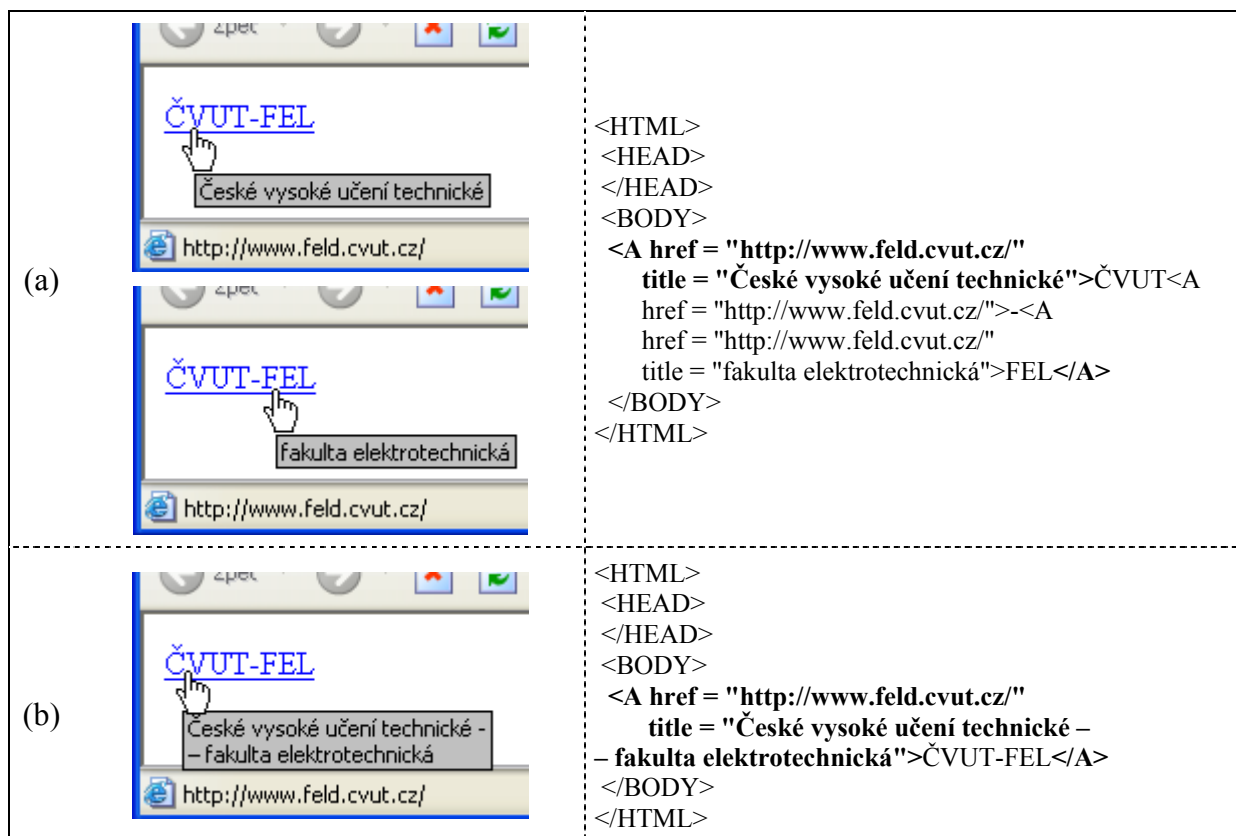 (a)
Zpět
ČVUT-FEL
České vysoké učení technické
http://www.feld.cvut.cz/
Zpět
ČVUT-FEL
fakulta elektrotechnická
http://www.feld.cvut.cz/
<HTML>
<HEAD>
</HEAD>
<BODY>
<A href = "http://www.feld.cvut.cz/"
title = "České vysoké učení technické">ČVUT<A
href = "http://www.feld.cvut.cz/">-<A
href = "http://www.feld.cvut.cz/"
title = "fakulta elektrotechnická">FEL</A>
</BODY>
</HTML>
(b)
Zpět
ČVUT-FEL
České vysoké učení technické -
– fakulta elektrotechnická
http://www.feld.cvut.cz/
<HTML>
<HEAD>
</HEAD>
<BODY>
<A href = "http://www.feld.cvut.cz/"
title = "České vysoké učení technické –
– fakulta elektrotechnická">ČVUT-FEL</A>
</BODY>
</HTML>